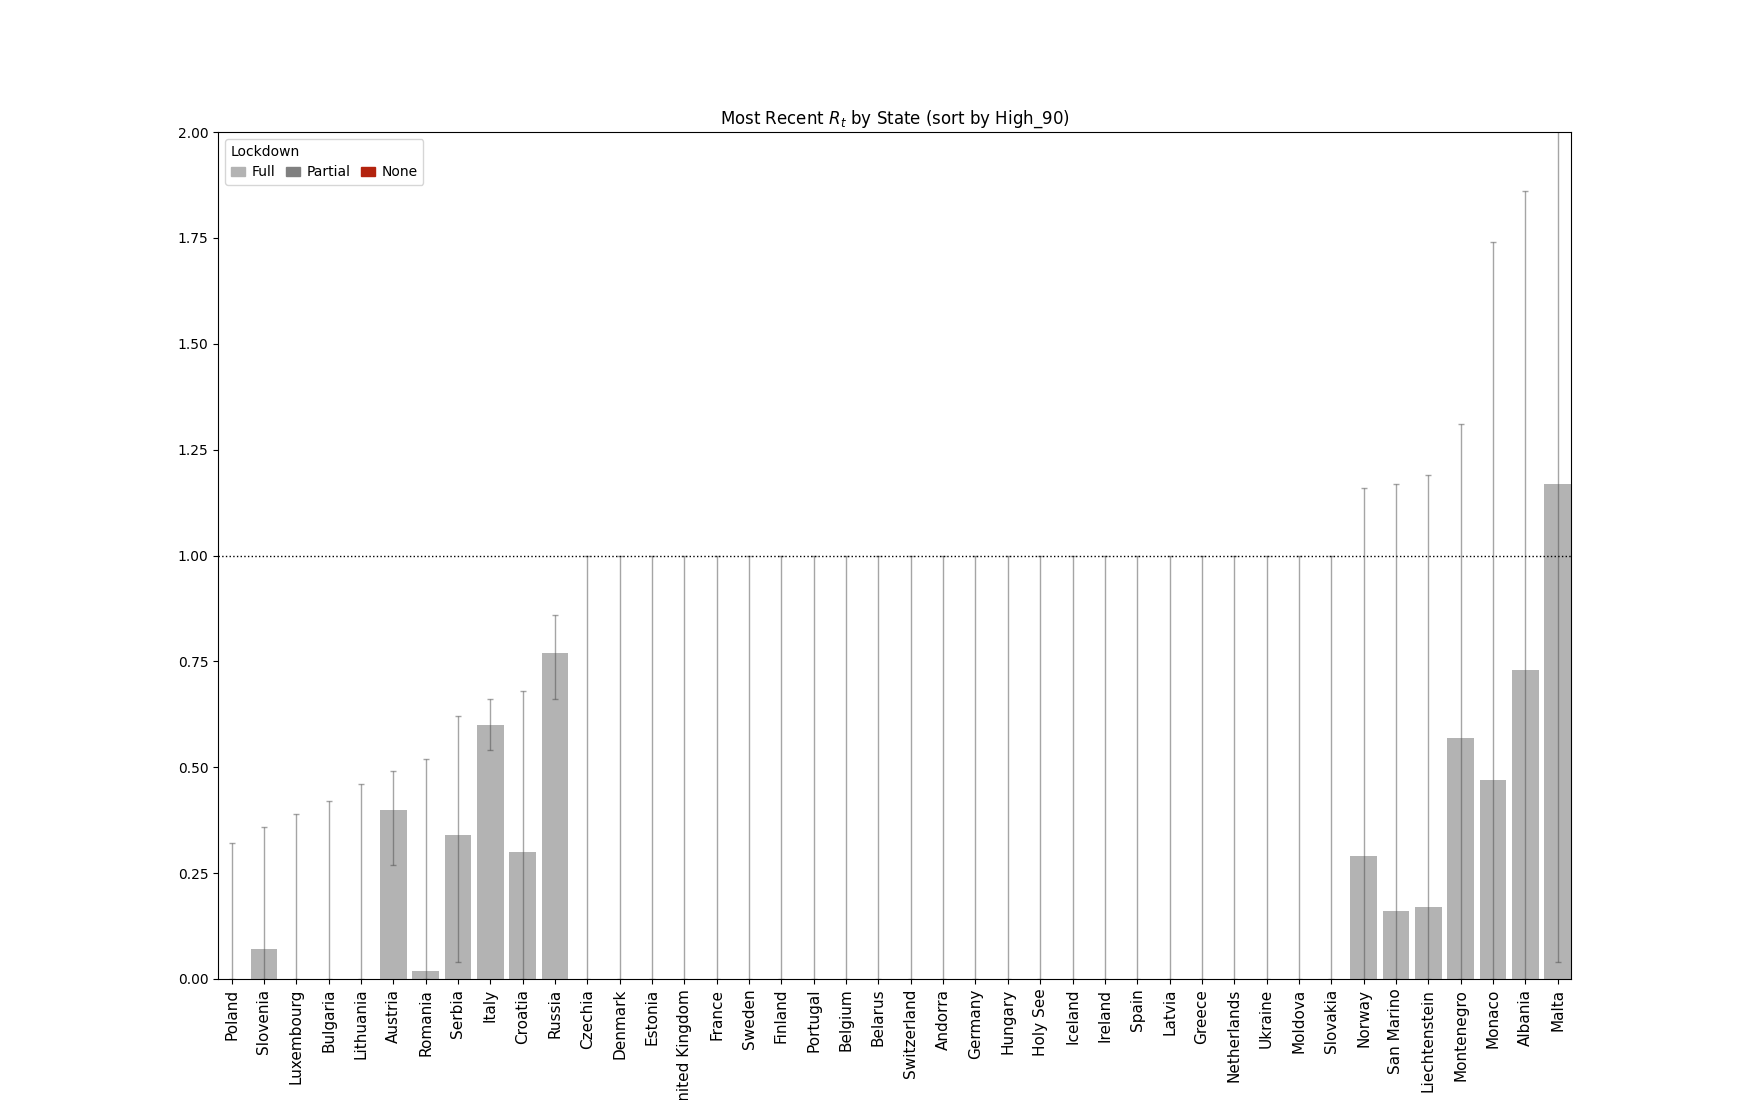 Most Recent R_t by State (sort by High_90)
Lockdown
Full Partial None
2.00
1.75
1.50
1.25
1.00
0.75
0.50
0.25
0.00
Poland
Slovenia
Luxembourg
Bulgaria
Lithuania
Austria
Romania
Serbia
Italy
Croatia
Russia
Czechia
Denmark
Estonia
nited Kingdom
France
Sweden
Finland
Portugal
Belgium
Belarus
Switzerland
Andorra
Germany
Hungary
Holy See
Iceland
Ireland
Spain
Latvia
Greece
Netherlands
Ukraine
Moldova
Slovakia
Norway
San Marino
Liechtenstein
Montenegro
Monaco
Albania
Malta